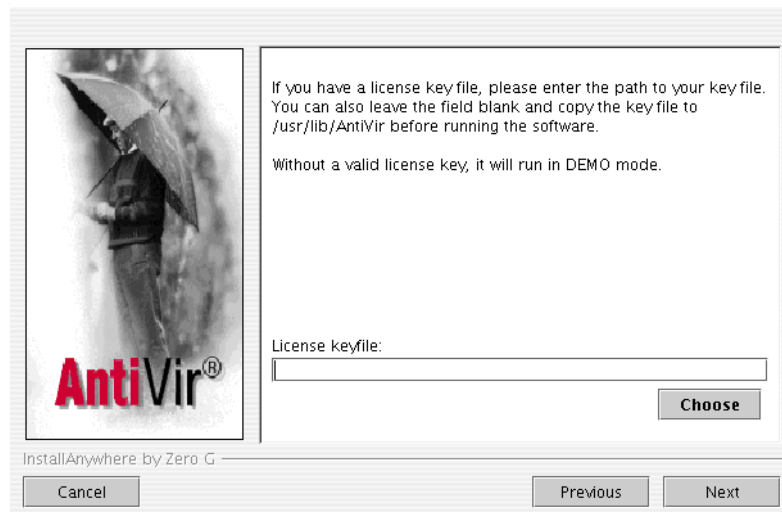 If you have a license key file, please enter the path to your key file.
You can also leave the field blank and copy the key file to
/usr/lib/AntiVir before running the software.
Without a valid license key, it will run in DEMO mode.
License keyfile:
Choose
AntiVir®
InstallAnywhere by Zero G
Cancel
Previous
Next